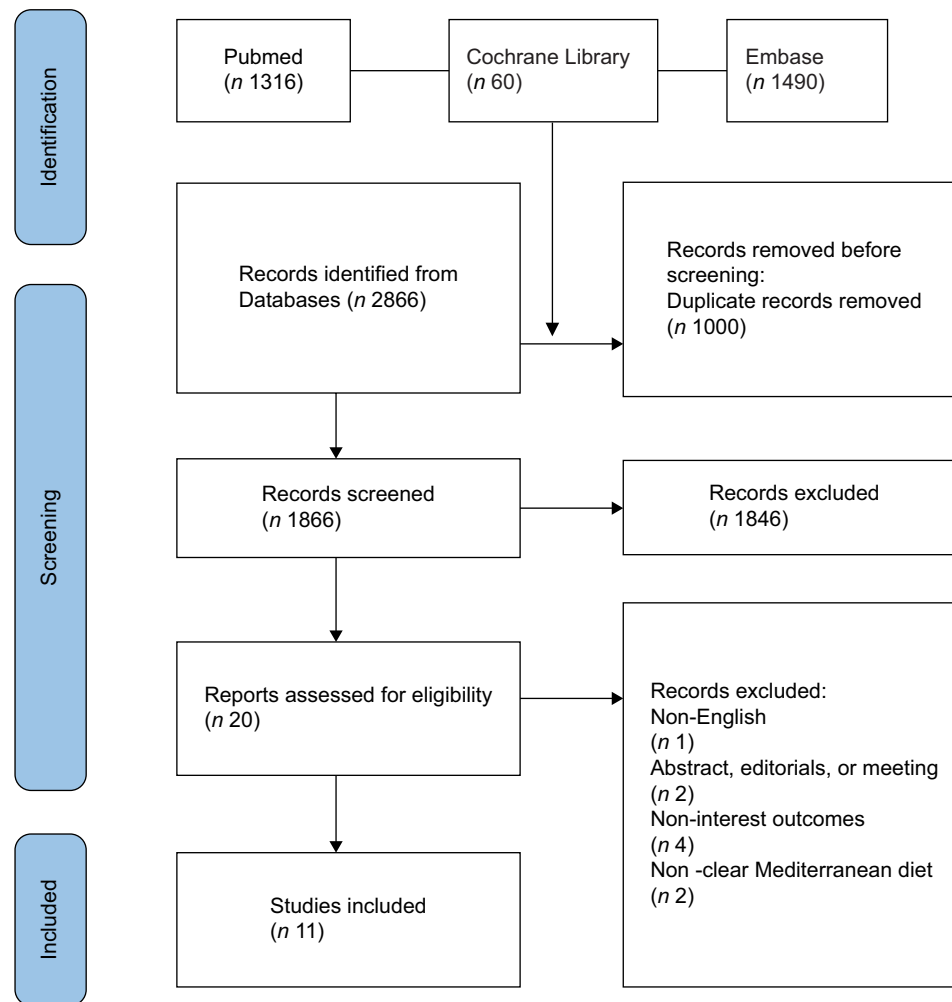 Identification
Pubmed
(n 1316)
Cochrane Library
(n 60)
Embase
(n 1490)
Records identified from
Databases (n 2866)
Records removed before
screening:
Duplicate records removed
(n 1000)
Screening
Records screened
(n 1866)
Records excluded
(n 1846)
Reports assessed for eligibility
(n 20)
Records excluded:
Non-English
(n 1)
Abstract, editorials, or meeting
(n 2)
Non-interest outcomes
(n 4)
Non -clear Mediterranean diet
(n 2)
Included
Studies included
(n 11)